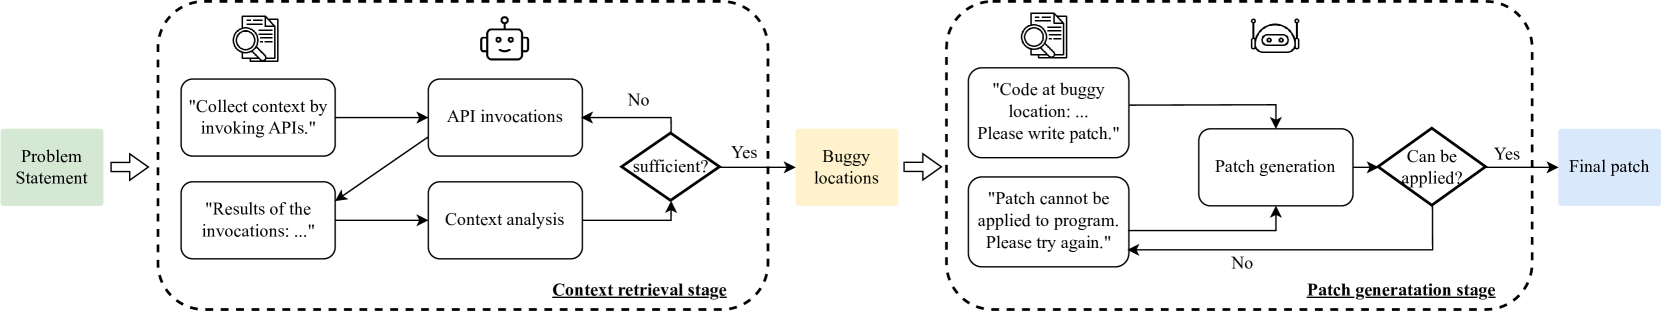 Problem
Statement
"Collect context by
invoking APIs."
API invocations
No
"Results of the
invocations: ..."
Context analysis
sufficient?
Yes
Context retrieval stage
Buggy
locations
"Code at buggy
location: ...
Please write patch."
"Patch cannot be
applied to program.
Please try again."
Patch generation
Can be
applied?
Yes
No
Patch generatation stage
Final patch